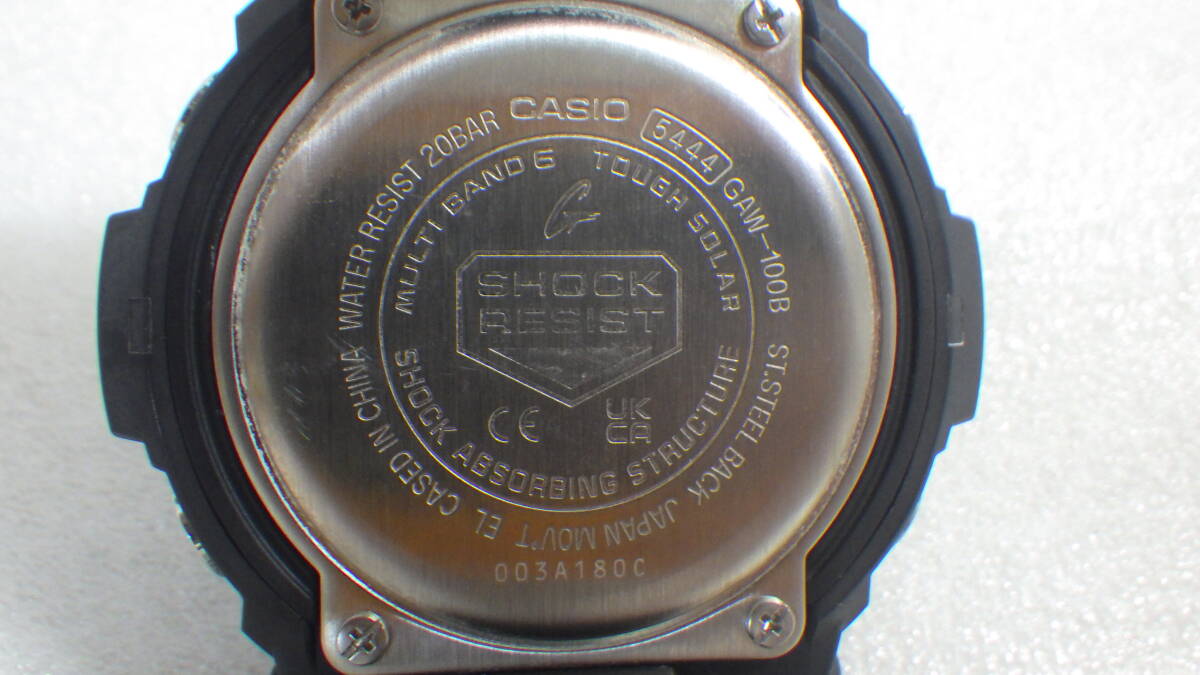 CASIO 5444 GAW-100B ST.STEEL BACK JAPAN MOV'T EL CASED IN CHINA WATER RESIST 20BAR
MULTI BAND 6 TOUGH SOLAR
G
SHOCK
RESIST
CE
UK
CA
SHOCK ABSORBING STRUCTURE
003A180C